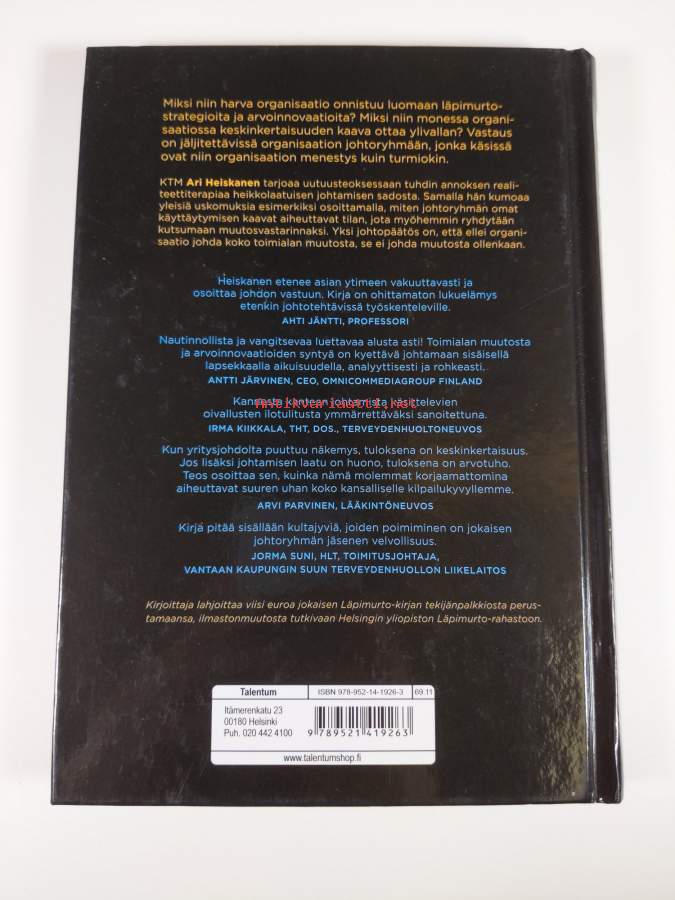 Miksi niin harva organisaatio onnistuu luomaan läpimurto-
strategioita ja arvoinnovaatioita? Miksi niin monessa organi-
saatiossa keskinkertaisuuden kaava ottaa ylivallan? Vastaus
on jäljitettävissä organisaation johtoryhmään, jonka käsissä
ovat niin organisaation menestys kuin turmiokin.
KTM Ari Heiskanen tarjoaa uutuusteoksessaan tuhdin annoksen reali-
teettiterapiaa heikkolaatuisen johtamisen sadosta. Samalla hän kumoaa
yleisiä uskomuksia esimerkiksi osoittamalla, miten johtoryhmän omat
käyttäytymisen kaavat aiheuttavat tilan, jota myöhemmin ryhdytään
kutsumaan muutosvastarinnaksi. Yksi johtopäätös on, että ellei organi-
saatio johda koko toimialan muutosta, se ei johda muutosta ollenkaan.
Heiskanen etenee asian ytimeen vakuuttavasti ja
osoittaa johdon vastuun. Kirja on ohittamaton lukuelämys
etenkin johtotehtävissä työskenteleville.
AHTI JÄNTTI, PROFESSORI
Nautinnollista ja vangitsevaa luettavaa alusta asti! Toimialan muutosta
ja arvoinnovaatioiden syntyä on kyettävä johtamaan sisäisellä
lapsekkaalla aikuisuudella, analyyttisesti ja rohkeasti.
ANTTI JÄRVINEN, CEO, OMNICOMMEDIAGROUP FINLAND
Kannesta kanteen johtamista käsittelevien
Antikvariaatti.net
oivallusten ilotulitusta ymmärrettäväksi sanoitettuna.
IRMA KIIKKALA, THT, DOS., TERVEYDENHUOLTONEUVOS
Kun yritysjohdolta puuttuu näkemys, tuloksena on keskinkertaisuus.
Jos lisäksi johtamisen laatu on huono, tuloksena on arvotuho.
Teos osoittaa sen, kuinka nämä molemmat korjaamattomina
aiheuttavat suuren uhan koko kansalliselle kilpailukyvyllemme.
ARVI PARVINEN, LÄÄKINTÖNEUVOS
Kirja pitää sisällään kultajyviä, joiden poimiminen on jokaisen
johtoryhmän jäsenen velvollisuus.
JORMA SUNI, HLT, TOIMITUSJOHTAJA,
VANTAAN KAUPUNGIN SUUN TERVEYDENHUOLLON LIIKELAITOS
Kirjoittaja lahjoittaa viisi euroa jokaisen Läpimurto-kirjan tekijänpalkkiosta perus-
tamaansa, ilmastonmuutosta tutkivaan Helsingin yliopiston Läpimurto-rahastoon.
Talentum
ISBN 978-952-14-1926-3
69.11
Itämerenkatu 23
00180 Helsinki
Puh. 020 442 4100
9 789521 419263
www.talentumshop.fi